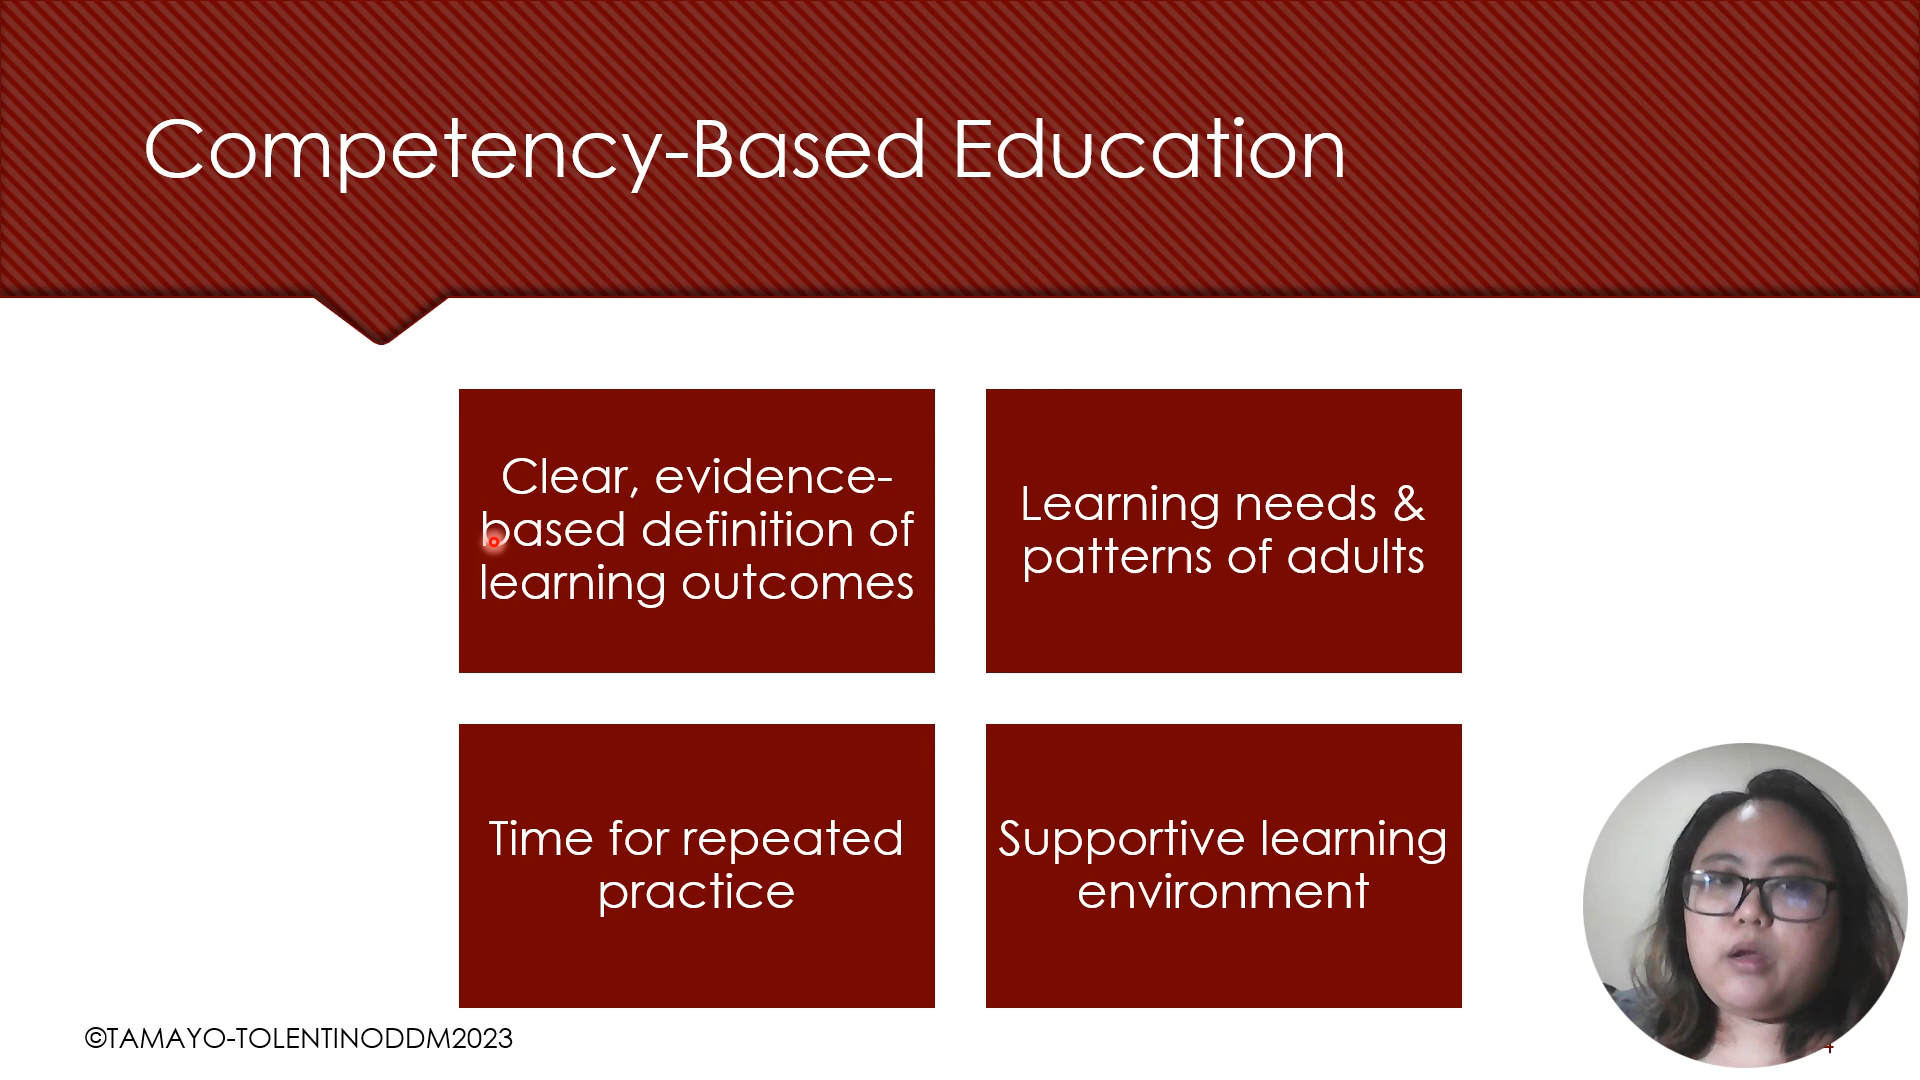 Competency-Based Education
Clear, evidence-
based definition of
learning outcomes
Learning needs &
patterns of adults
Time for repeated
practice
Supportive learning
environment
©TAMAYO-TOLENTINODDM2023